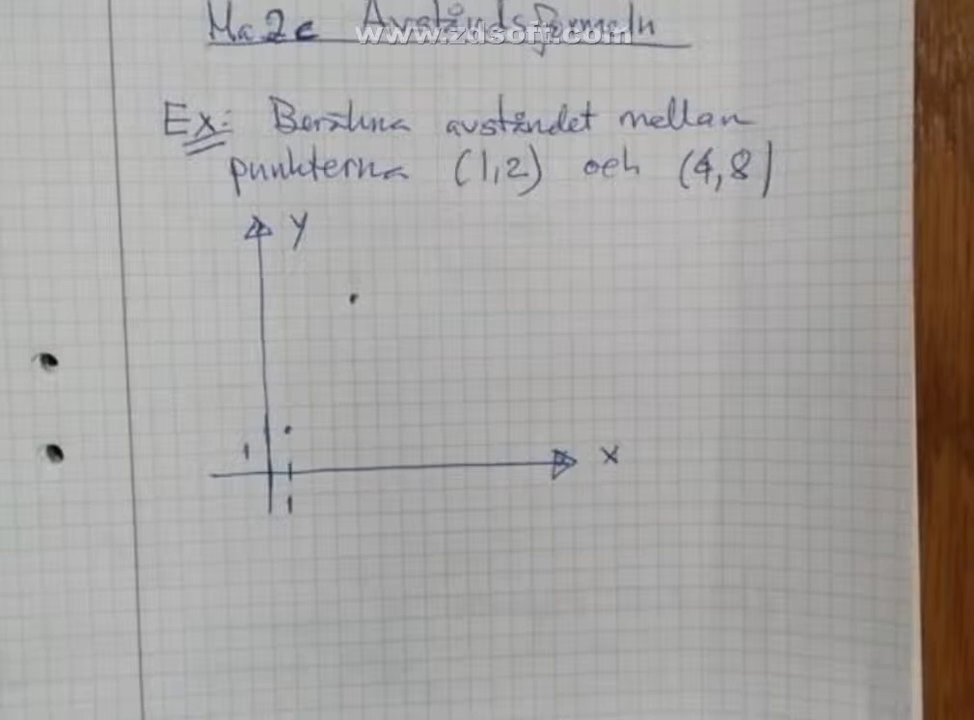 Ma2c Avståndsformeln
www.zdsoft.com
Ex: Beräkna avståndet mellan
punkterna (1,2) och (4,8)
y
1
x
1